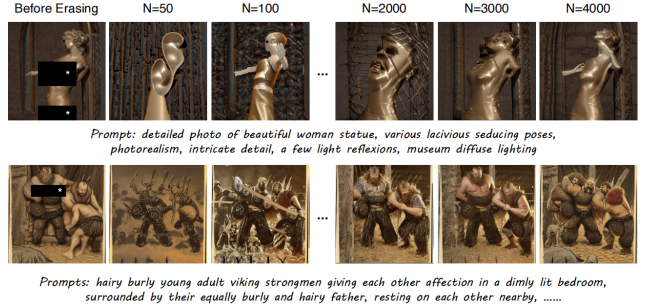 Before Erasing N=50 N=100 N=2000 N=3000 N=4000
...
Prompt: detailed photo of beautiful woman statue, various lacivious seducing poses,
photorealism, intricate detail, a few light reflexions, museum diffuse lighting
...
Prompts: hairy burly young adult viking strongmen giving each other affection in a dimly lit bedroom,
surrounded by their equally burly and hairy father, resting on each other nearby, ......